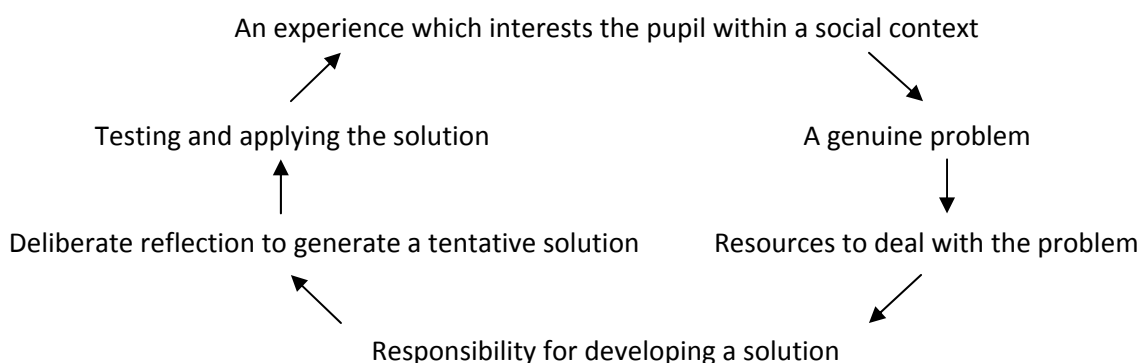 An experience which interests the pupil within a social context
Testing and applying the solution
A genuine problem
Deliberate reflection to generate a tentative solution
Resources to deal with the problem
Responsibility for developing a solution